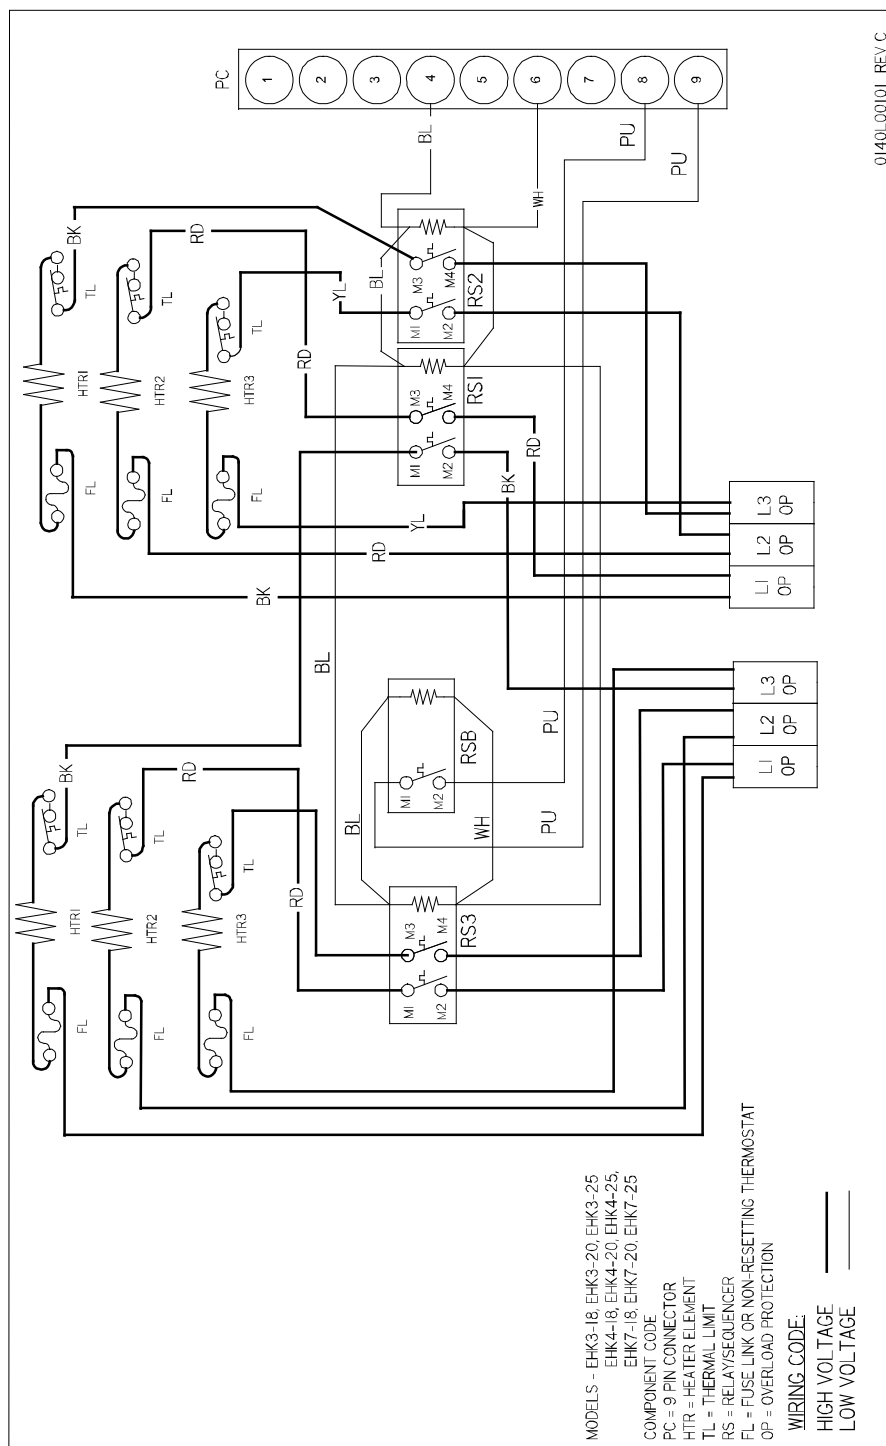 PC
1
2
3
4
5
6
7
8
9
BL
WH
PU
PU
BK
RD
YL
RD
TL
TL
TL
HTR1
HTR2
HTR3
FL
FL
FL
BL
M3
M4
M1
M2
RS2
M3
M4
M1
M2
RS1
YL
RD
BK
RD
BK
L3
OP
L2
OP
L1
OP
BL
BK
RD
RD
TL
TL
TL
HTR1
HTR2
HTR3
FL
FL
FL
BL
M1
M2
RSB
WH
PU
PU
M3
M4
M1
M2
RS3
L3
OP
L2
OP
L1
OP
MODELS - EHK3-18, EHK3-20, EHK3-25
EHK4-18, EHK4-20, EHK4-25,
EHK7-18, EHK7-20, EHK7-25
COMPONENT CODE
PC = 9 PIN CONNECTOR
HTR = HEATER ELEMENT
TL = THERMAL LIMIT
RS = RELAY/SEQUENCER
FL = FUSE LINK OR NON-RESETTING THERMOSTAT
OP = OVERLOAD PROTECTION
WIRING CODE:
HIGH VOLTAGE
LOW VOLTAGE
0140L00101 REV C